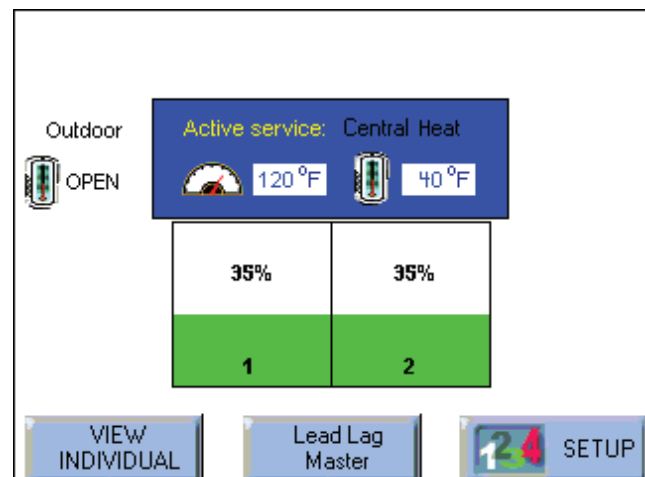 Outdoor
OPEN
Active service: Central Heat
120 °F 40 °F
35% 35%
1 2
VIEW
INDIVIDUAL
Lead Lag
Master
1234 SETUP